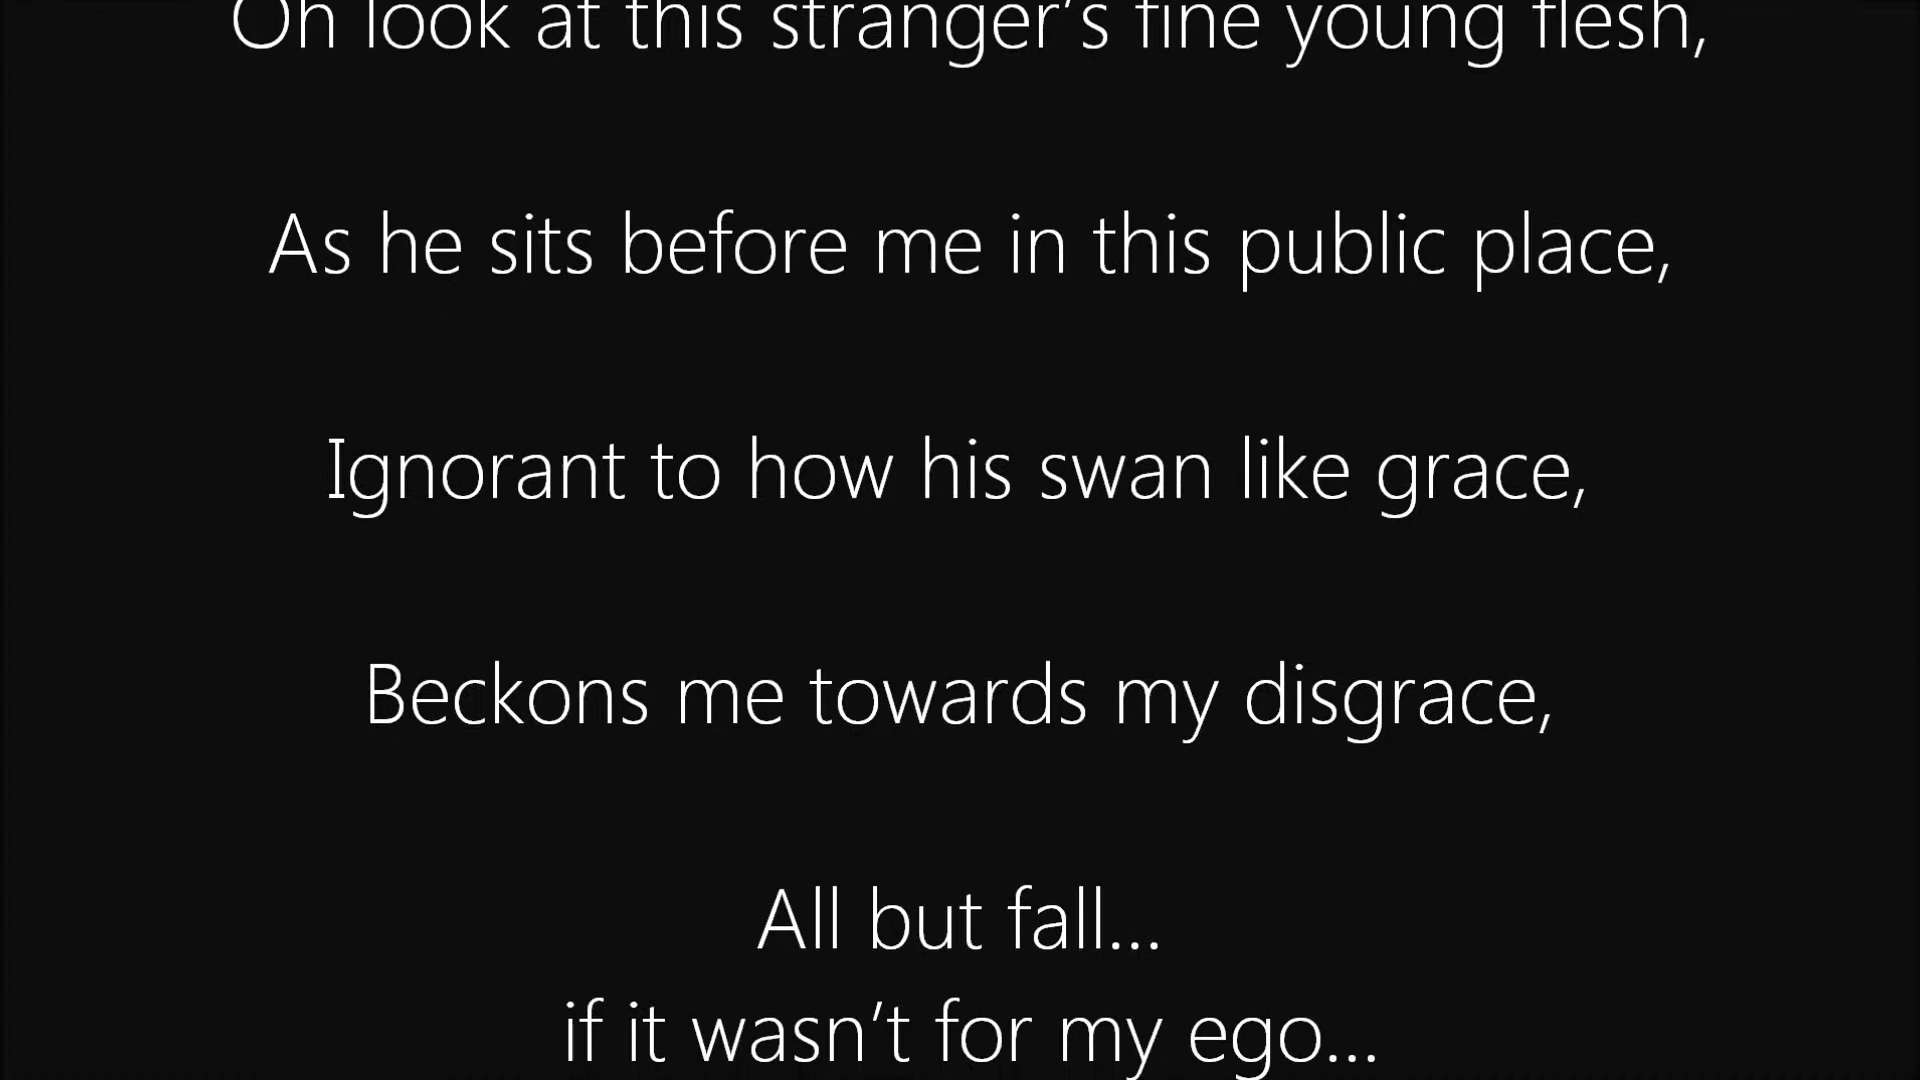 Oh look at this stranger's fine young flesh,
As he sits before me in this public place,
Ignorant to how his swan like grace,
Beckons me towards my disgrace,
All but fall...
if it wasn't for my ego...